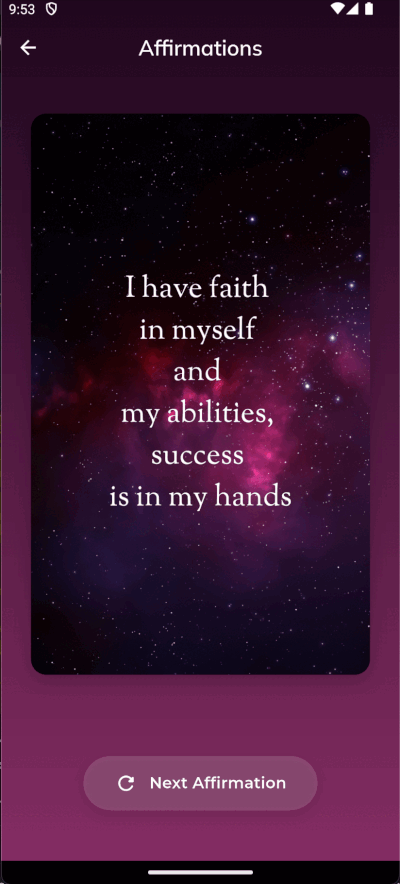 9:53
Affirmations
I have faith
in myself
and
my abilities,
success
is in my hands
Next Affirmation